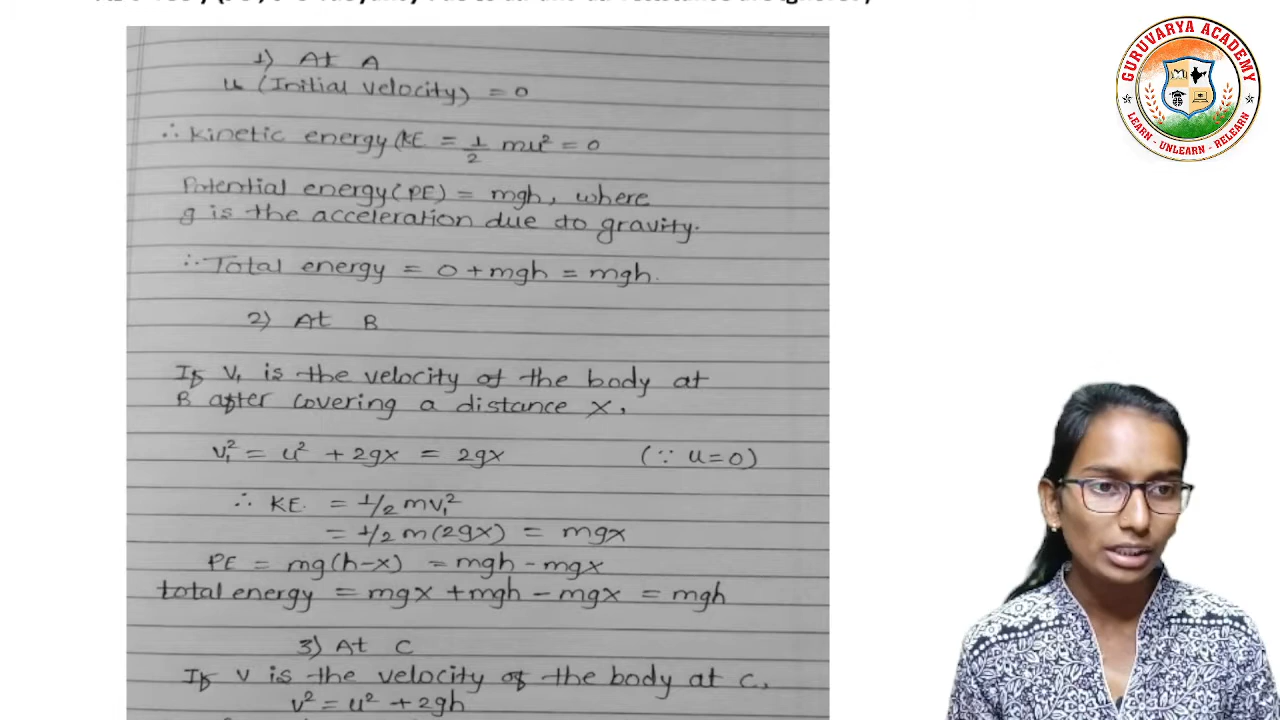 1) At A
u (Initial velocity) = 0
∴ Kinetic energy (KE = 1/2 mu² = 0
Potential energy (PE) = mgh, where
g is the acceleration due to gravity.
∴ Total energy = 0 + mgh = mgh.
2) At B
If V₁ is the velocity of the body at
B after covering a distance x,
v₁² = u² + 2gx = 2gx (∵ u=0)
∴ KE. = 1/2 mv₁²
= 1/2 m(2gx) = mgx
PE = mg(h-x) = mgh - mgx
total energy = mgx + mgh - mgx = mgh
3) At C
If v is the velocity of the body at c,
v² = u² + 2gh
GURUVARYA ACADEMY
LEARN - UNLEARN - RELEARN